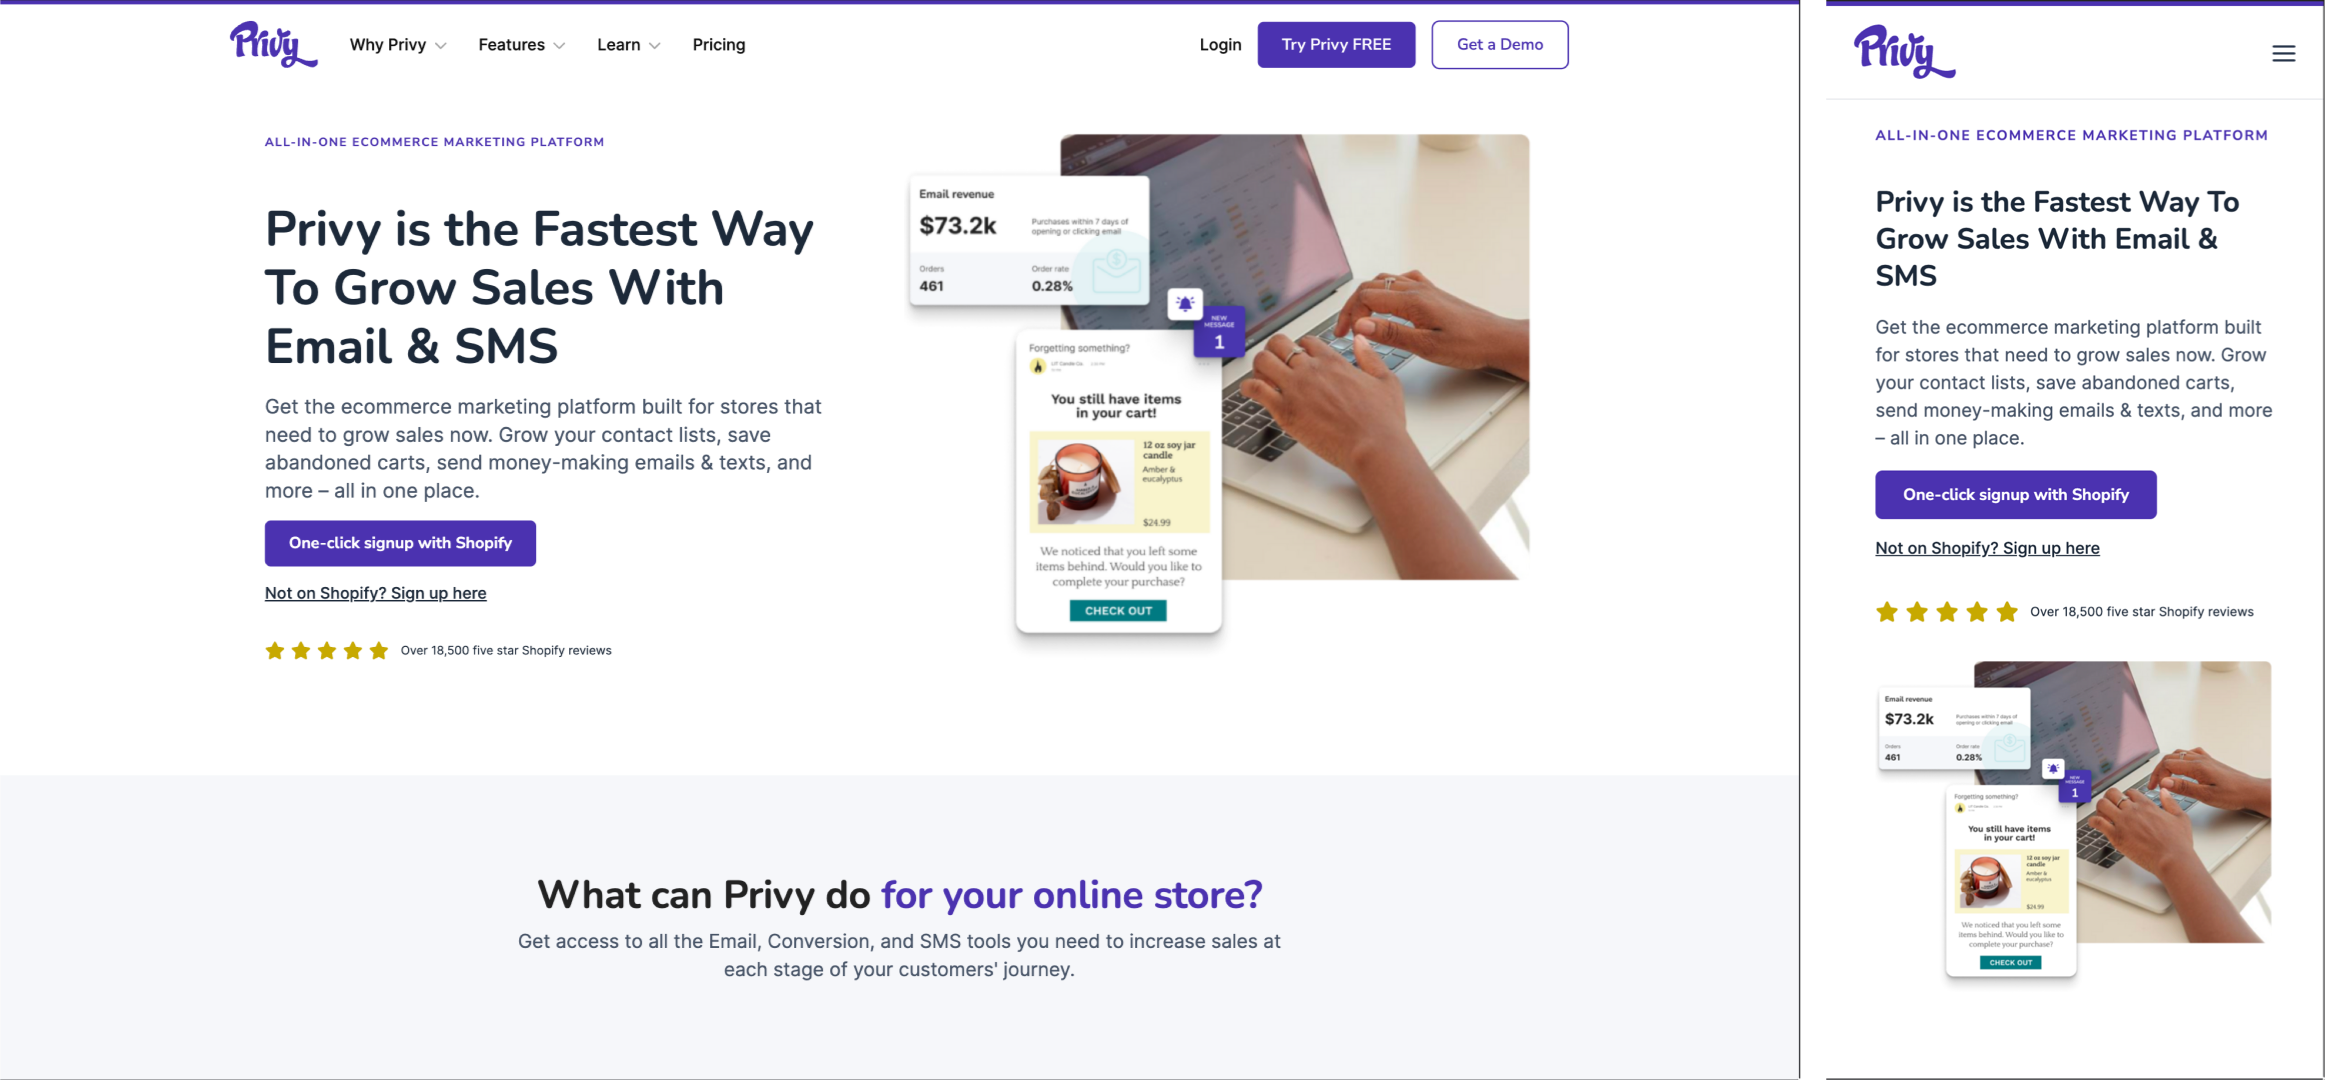 Privy
Why Privy
Features
Learn
Pricing
Login
Try Privy FREE
Get a Demo
ALL-IN-ONE ECOMMERCE MARKETING PLATFORM
Privy is the Fastest Way
To Grow Sales With
Email & SMS
Get the ecommerce marketing platform built for stores that
need to grow sales now. Grow your contact lists, save
abandoned carts, send money-making emails & texts, and
more – all in one place.
One-click signup with Shopify
Not on Shopify? Sign up here
Over 18,500 five star Shopify reviews
Email revenue
$73.2k
Purchases within 7 days of
opening or clicking email
Orders
461
Order rate
0.28%
NEW
MESSAGE
1
Forgetting something?
LIT Candle Co
You still have items
in your cart!
12 oz soy jar
candle
Amber &
eucalyptus
$24.99
We noticed that you left some
items behind. Would you like to
complete your purchase?
CHECK OUT
What can Privy do for your online store?
Get access to all the Email, Conversion, and SMS tools you need to increase sales at
each stage of your customers' journey.
Privy
ALL-IN-ONE ECOMMERCE MARKETING PLATFORM
Privy is the Fastest Way To
Grow Sales With Email &
SMS
Get the ecommerce marketing platform built
for stores that need to grow sales now. Grow
your contact lists, save abandoned carts,
send money-making emails & texts, and more
– all in one place.
One-click signup with Shopify
Not on Shopify? Sign up here
Over 18,500 five star Shopify reviews
Email revenue
$73.2k
Purchases within 7 days of
opening or clicking email
Orders
461
Order rate
0.28%
NEW
MESSAGE
1
Forgetting something?
LIT Candle Co
You still have items
in your cart!
12 oz soy jar
candle
Amber &
eucalyptus
$24.99
We noticed that you left some
items behind. Would you like to
complete your purchase?
CHECK OUT